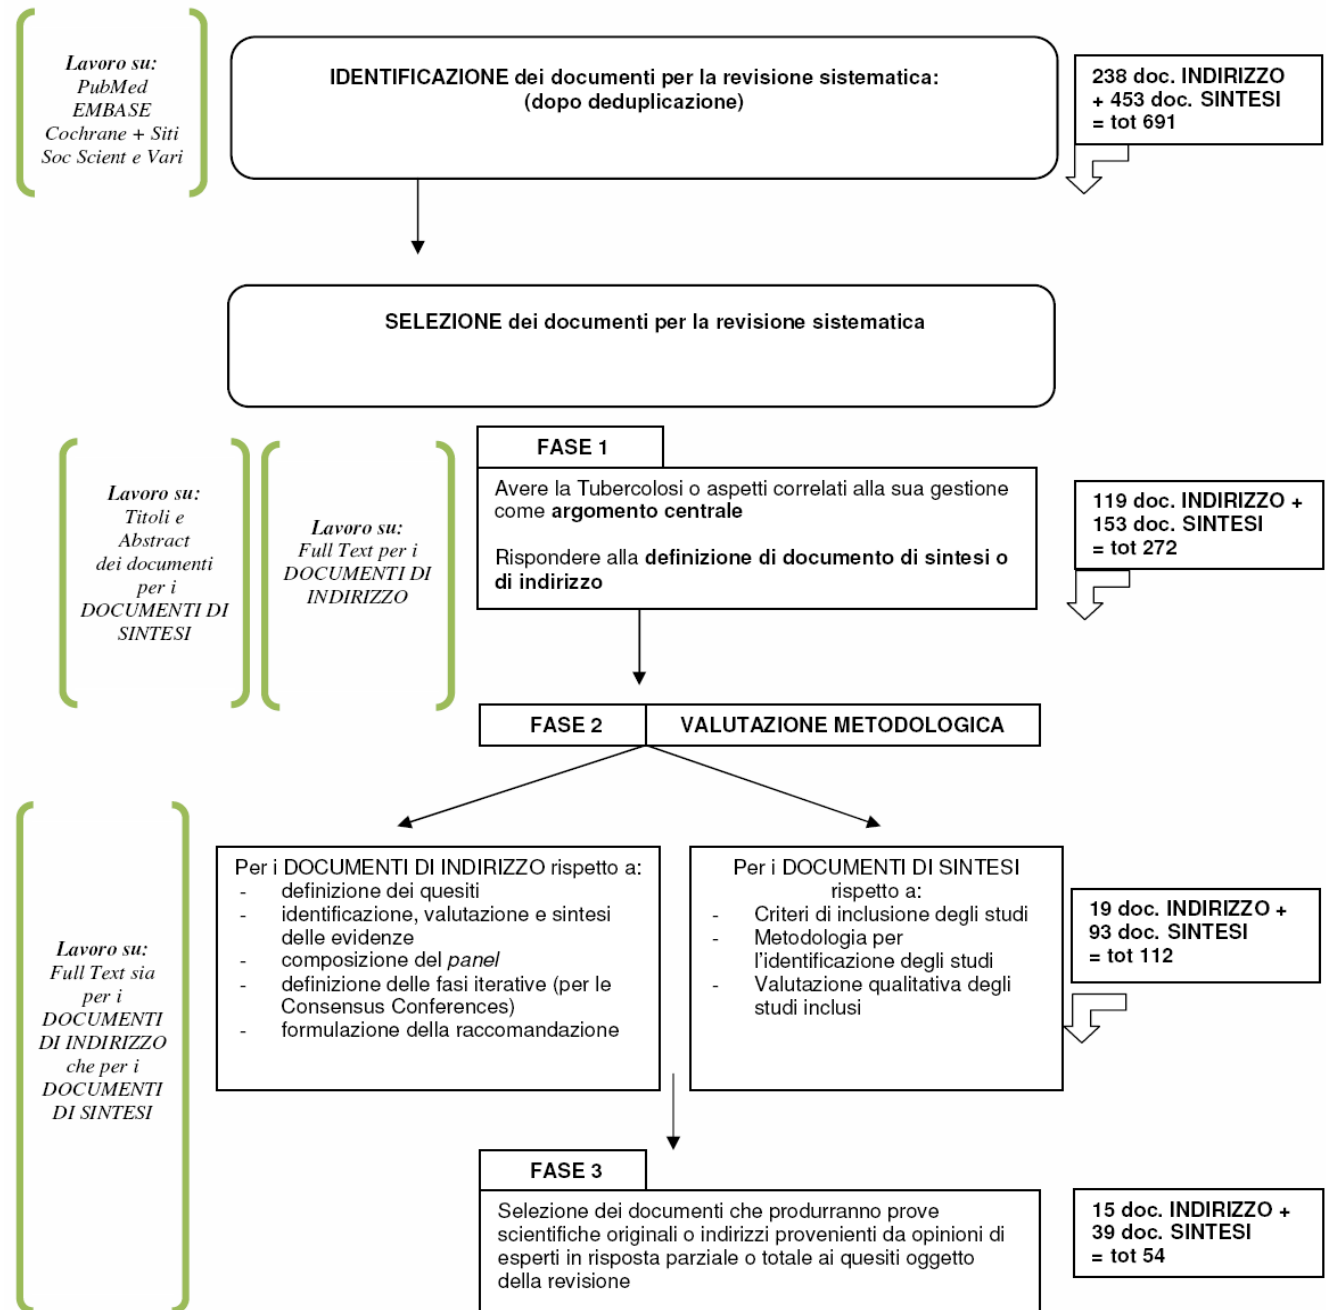 Lavoro su:
PubMed
EMBASE
Cochrane + Siti
Soc Scient e Vari
IDENTIFICAZIONE dei documenti per la revisione sistematica:
(dopo deduplicazione)
238 doc. INDIRIZZO
+ 453 doc. SINTESI
= tot 691
SELEZIONE dei documenti per la revisione sistematica
Lavoro su:
Titoli e
Abstract
dei documenti
per i
DOCUMENTI DI
SINTESI
Lavoro su:
Full Text per i
DOCUMENTI DI
INDIRIZZO
FASE 1
Avere la Tubercolosi o aspetti correlati alla sua gestione
come argomento centrale
Rispondere alla definizione di documento di sintesi o
di indirizzo
119 doc. INDIRIZZO +
153 doc. SINTESI
= tot 272
FASE 2
VALUTAZIONE METODOLOGICA
Lavoro su:
Full Text sia
per i
DOCUMENTI
DI INDIRIZZO
che per i
DOCUMENTI
DI SINTESI
Per i DOCUMENTI DI INDIRIZZO rispetto a:
- definizione dei quesiti
- identificazione, valutazione e sintesi
delle evidenze
- composizione del panel
- definizione delle fasi iterative (per le
Consensus Conferences)
- formulazione della raccomandazione
Per i DOCUMENTI DI SINTESI
rispetto a:
- Criteri di inclusione degli studi
- Metodologia per
l'identificazione degli studi
- Valutazione qualitativa degli
studi inclusi
19 doc. INDIRIZZO +
93 doc. SINTESI
= tot 112
FASE 3
Selezione dei documenti che produrranno prove
scientifiche originali o indirizzi provenienti da opinioni di
esperti in risposta parziale o totale ai quesiti oggetto
della revisione
15 doc. INDIRIZZO +
39 doc. SINTESI
= tot 54